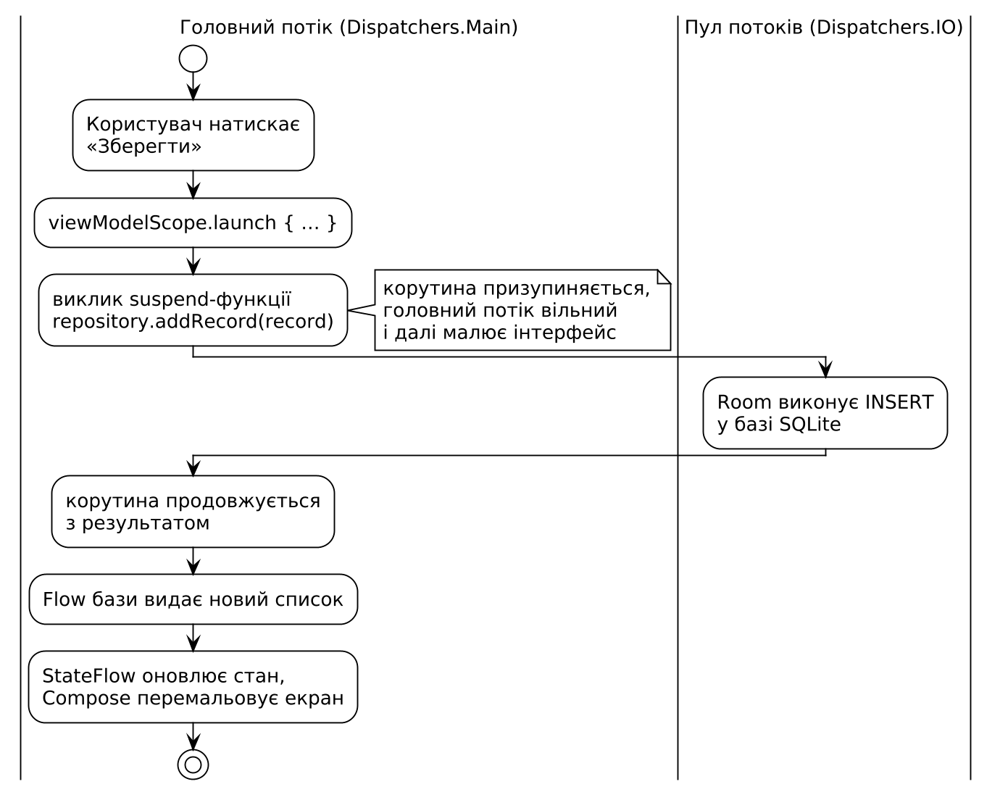 Головний потік (Dispatchers.Main)
Пул потоків (Dispatchers.IO)
Користувач натискає
«Зберегти»
viewModelScope.launch { ... }
виклик suspend-функції
repository.addRecord(record)
корутина призупиняється,
головний потік вільний
і далі малює інтерфейс
Room виконує INSERT
у базі SQLite
корутина продовжується
з результатом
Flow бази видає новий список
StateFlow оновлює стан,
Compose перемальовує екран